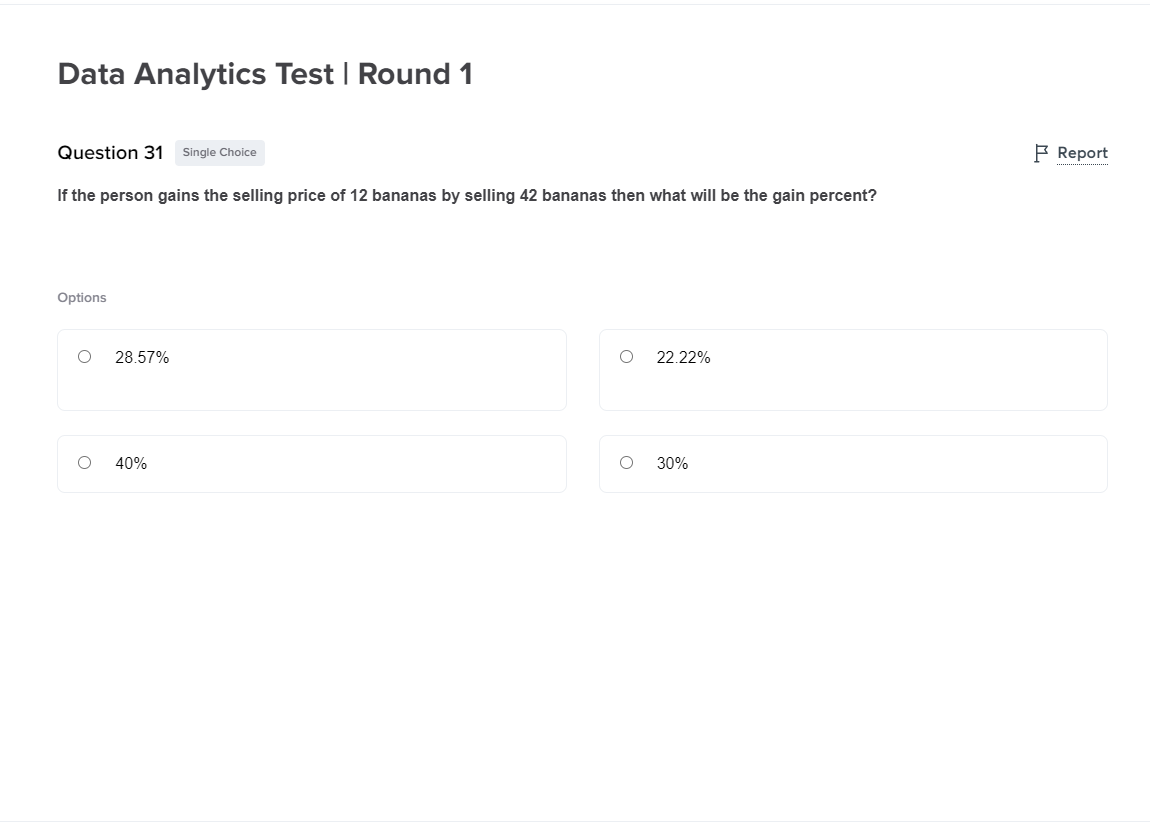 Data Analytics Test | Round 1
Question 31 Single Choice Report
If the person gains the selling price of 12 bananas by selling 42 bananas then what will be the gain percent?
Options
28.57% 22.22%
40% 30%